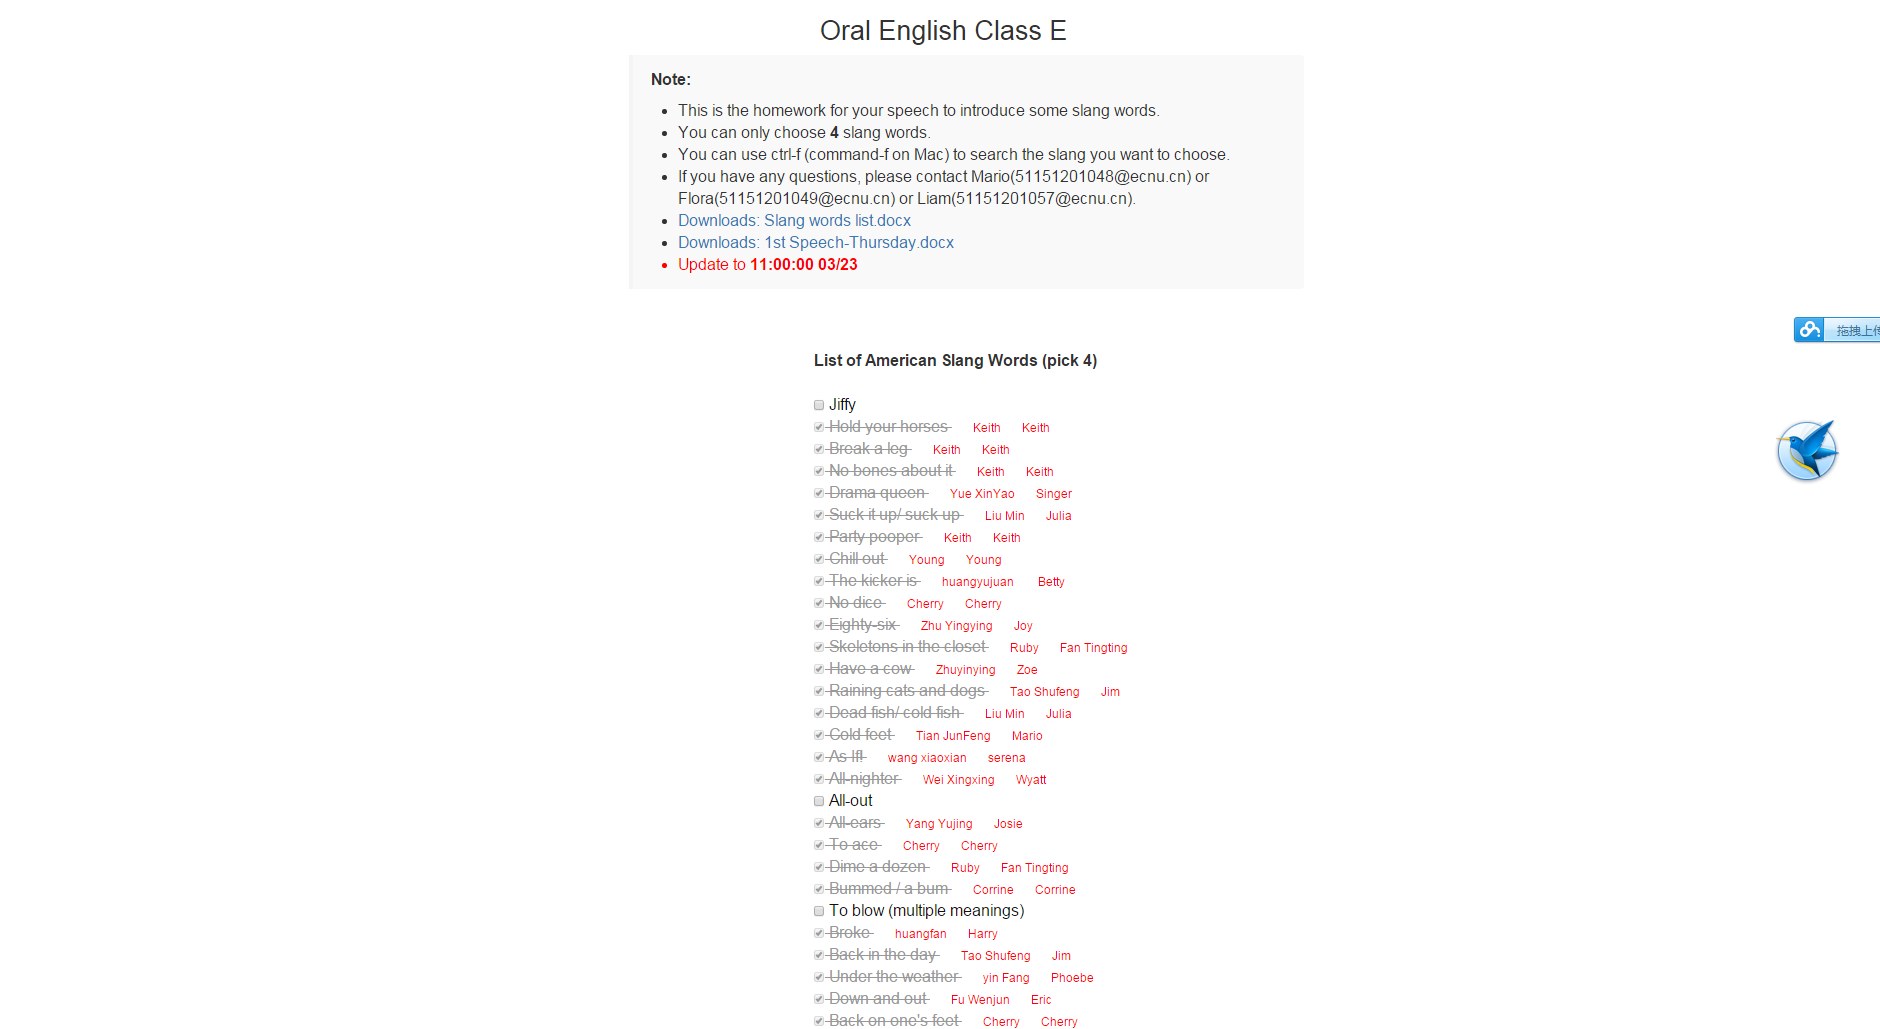 Oral English Class E
Note:
This is the homework for your speech to introduce some slang words.
You can only choose 4 slang words.
You can use ctrl-f (command-f on Mac) to search the slang you want to choose.
If you have any questions, please contact Mario(51151201048@ecnu.cn) or
Flora(51151201049@ecnu.cn) or Liam(51151201057@ecnu.cn).
Downloads: Slang words list.docx
Downloads: 1st Speech-Thursday.docx
Update to 11:00:00 03/23
拖拽上传
List of American Slang Words (pick 4)
Jiffy
Hold your horses Keith Keith
Break a leg Keith Keith
No bones about it Keith Keith
Drama queen Yue XinYao Singer
Suck it up/ suck up Liu Min Julia
Party pooper Keith Keith
Chill out Young Young
The kicker is huangyujuan Betty
No dice Cherry Cherry
Eighty-six Zhu Yingying Joy
Skeletons in the closet Ruby Fan Tingting
Have a cow Zhuyinying Zoe
Raining cats and dogs Tao Shufeng Jim
Dead fish/ cold fish Liu Min Julia
Cold feet Tian JunFeng Mario
As If! wang xiaoxian serena
All-nighter Wei Xingxing Wyatt
All-out
All-ears Yang Yujing Josie
To ace Cherry Cherry
Dime a dozen Ruby Fan Tingting
Bummed / a bum Corrine Corrine
To blow (multiple meanings)
Broke huangfan Harry
Back in the day Tao Shufeng Jim
Under the weather yin Fang Phoebe
Down and out Fu Wenjun Eric
Back on one's feet Cherry Cherry